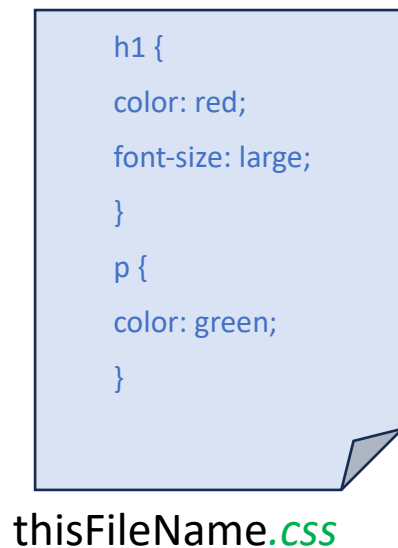 h1 {
color: red;
font-size: large;
}
p {
color: green;
}
thisFileName.css